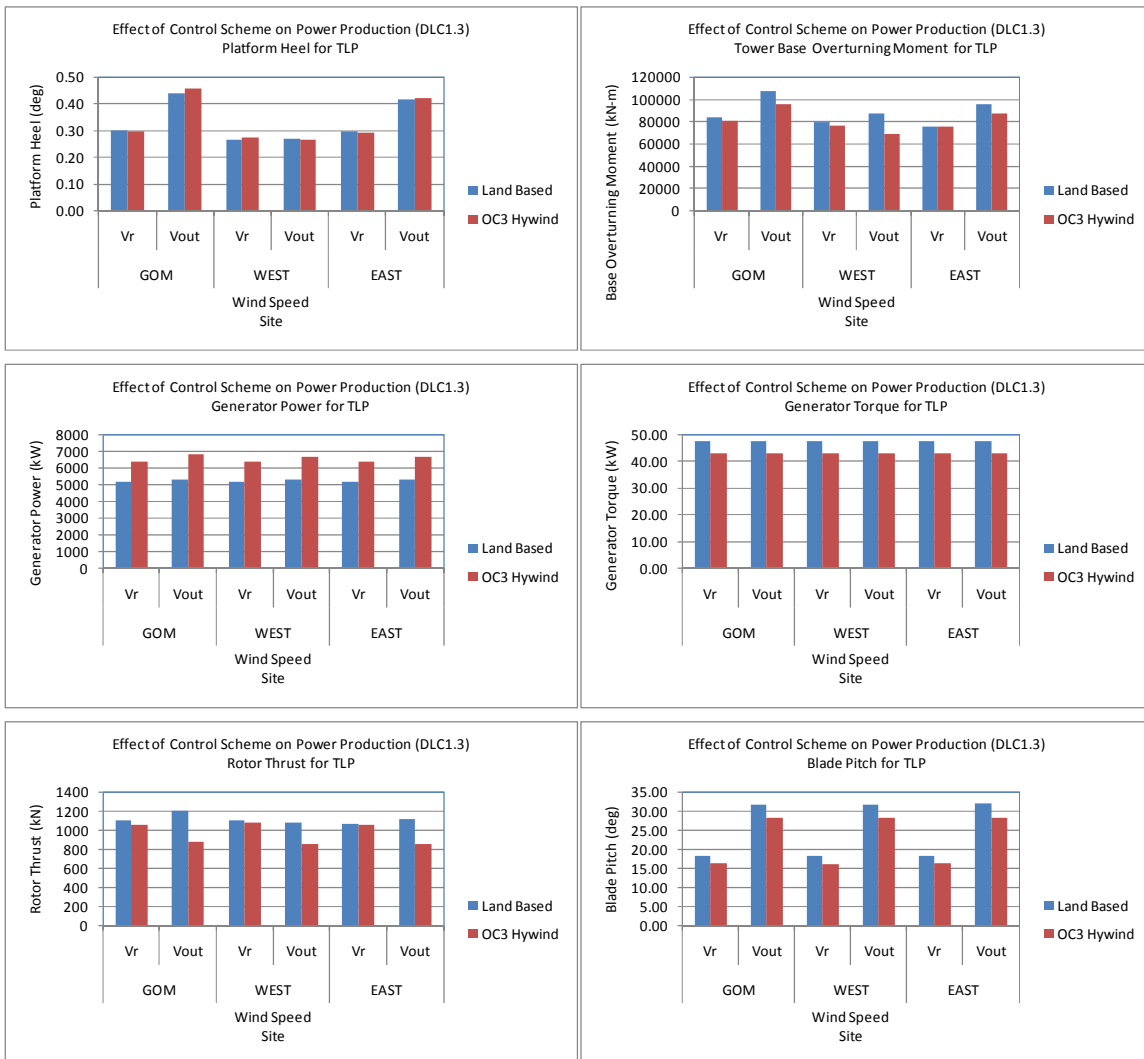 Effect of Control Scheme on Power Production (DLC1.3)
Platform Heel for TLP
Platform Heel (deg)
0.50
0.40
0.30
0.20
0.10
0.00
Vr Vout Vr Vout Vr Vout
GOM WEST EAST
Wind Speed
Site
Land Based
OC3 Hywind
Effect of Control Scheme on Power Production (DLC1.3)
Tower Base Overturning Moment for TLP
Base Overturning Moment (kN-m)
120000
100000
80000
60000
40000
20000
0
Vr Vout Vr Vout Vr Vout
GOM WEST EAST
Wind Speed
Site
Land Based
OC3 Hywind
Effect of Control Scheme on Power Production (DLC1.3)
Generator Power for TLP
Generator Power (kW)
8000
7000
6000
5000
4000
3000
2000
1000
0
Vr Vout Vr Vout Vr Vout
GOM WEST EAST
Wind Speed
Site
Land Based
OC3 Hywind
Effect of Control Scheme on Power Production (DLC1.3)
Generator Torque for TLP
Generator Torque (kW)
50.00
40.00
30.00
20.00
10.00
0.00
Vr Vout Vr Vout Vr Vout
GOM WEST EAST
Wind Speed
Site
Land Based
OC3 Hywind
Effect of Control Scheme on Power Production (DLC1.3)
Rotor Thrust for TLP
Rotor Thrust (kN)
1400
1200
1000
800
600
400
200
0
Vr Vout Vr Vout Vr Vout
GOM WEST EAST
Wind Speed
Site
Land Based
OC3 Hywind
Effect of Control Scheme on Power Production (DLC1.3)
Blade Pitch for TLP
Blade Pitch (deg)
35.00
30.00
25.00
20.00
15.00
10.00
5.00
0.00
Vr Vout Vr Vout Vr Vout
GOM WEST EAST
Wind Speed
Site
Land Based
OC3 Hywind